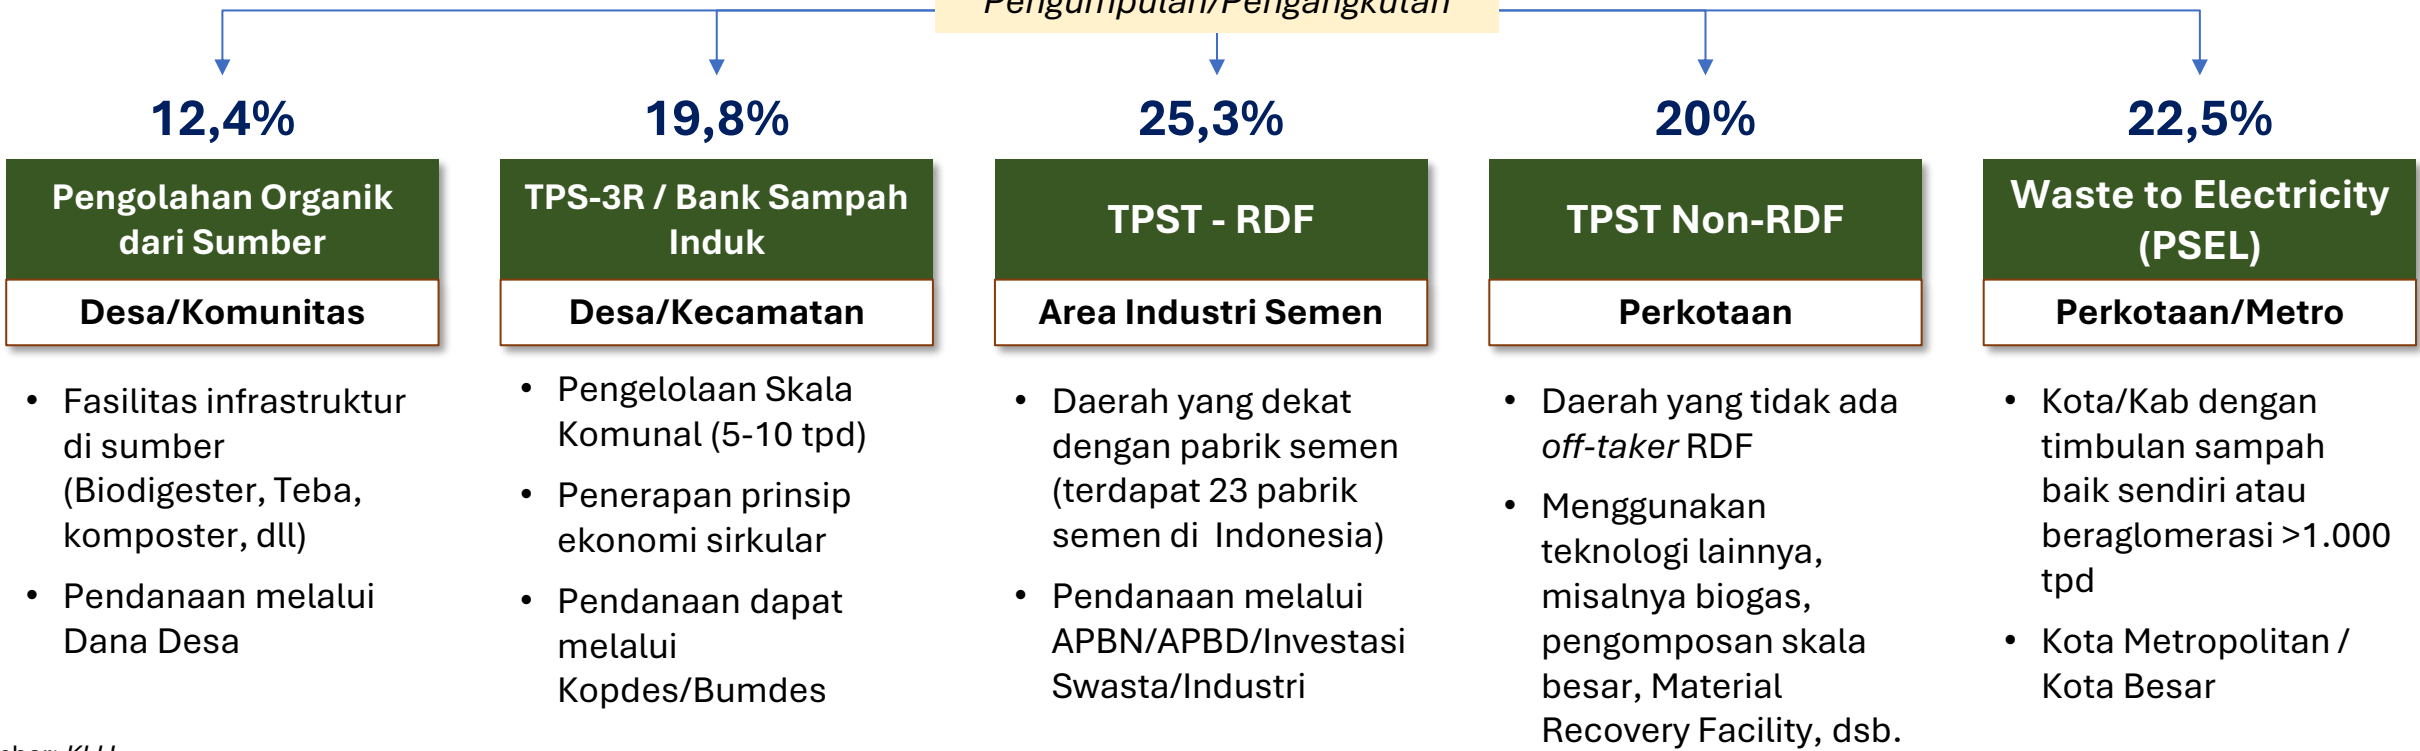 Pengumpulan/Pengangkutan
12,4%
Pengolahan Organik
dari Sumber
Desa/Komunitas
• Fasilitas infrastruktur
di sumber
(Biodigester, Teba,
komposter, dll)
• Pendanaan melalui
Dana Desa
19,8%
TPS-3R / Bank Sampah
Induk
Desa/Kecamatan
• Pengelolaan Skala
Komunal (5-10 tpd)
• Penerapan prinsip
ekonomi sirkular
• Pendanaan dapat
melalui
Kopdes/Bumdes
25,3%
TPST - RDF
Area Industri Semen
• Daerah yang dekat
dengan pabrik semen
(terdapat 23 pabrik
semen di Indonesia)
• Pendanaan melalui
APBN/APBD/Investasi
Swasta/Industri
20%
TPST Non-RDF
Perkotaan
• Daerah yang tidak ada
off-taker RDF
• Menggunakan
teknologi lainnya,
misalnya biogas,
pengomposan skala
besar, Material
Recovery Facility, dsb.
22,5%
Waste to Electricity
(PSEL)
Perkotaan/Metro
• Kota/Kab dengan
timbulan sampah
baik sendiri atau
beraglomerasi >1.000
tpd
• Kota Metropolitan /
Kota Besar